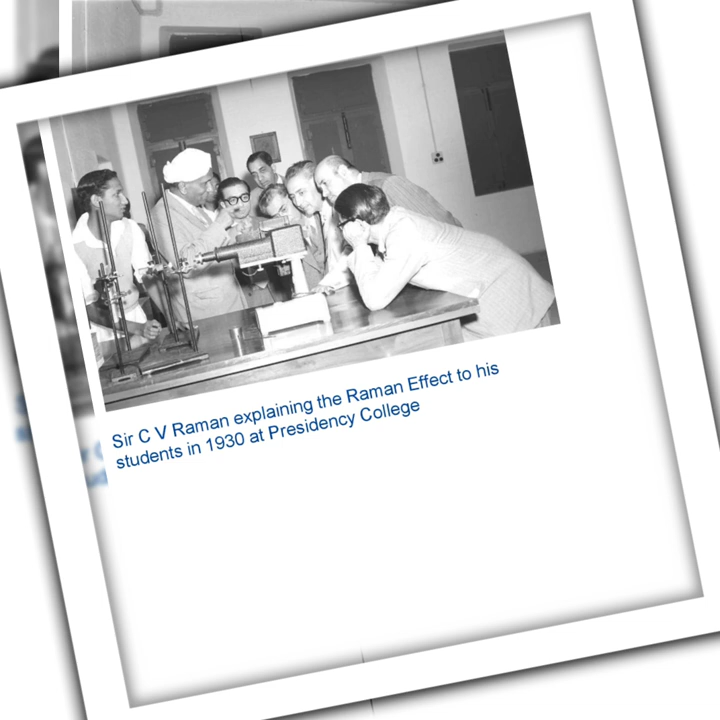 Sir C V Raman explaining the Raman Effect to his
students in 1930 at Presidency College